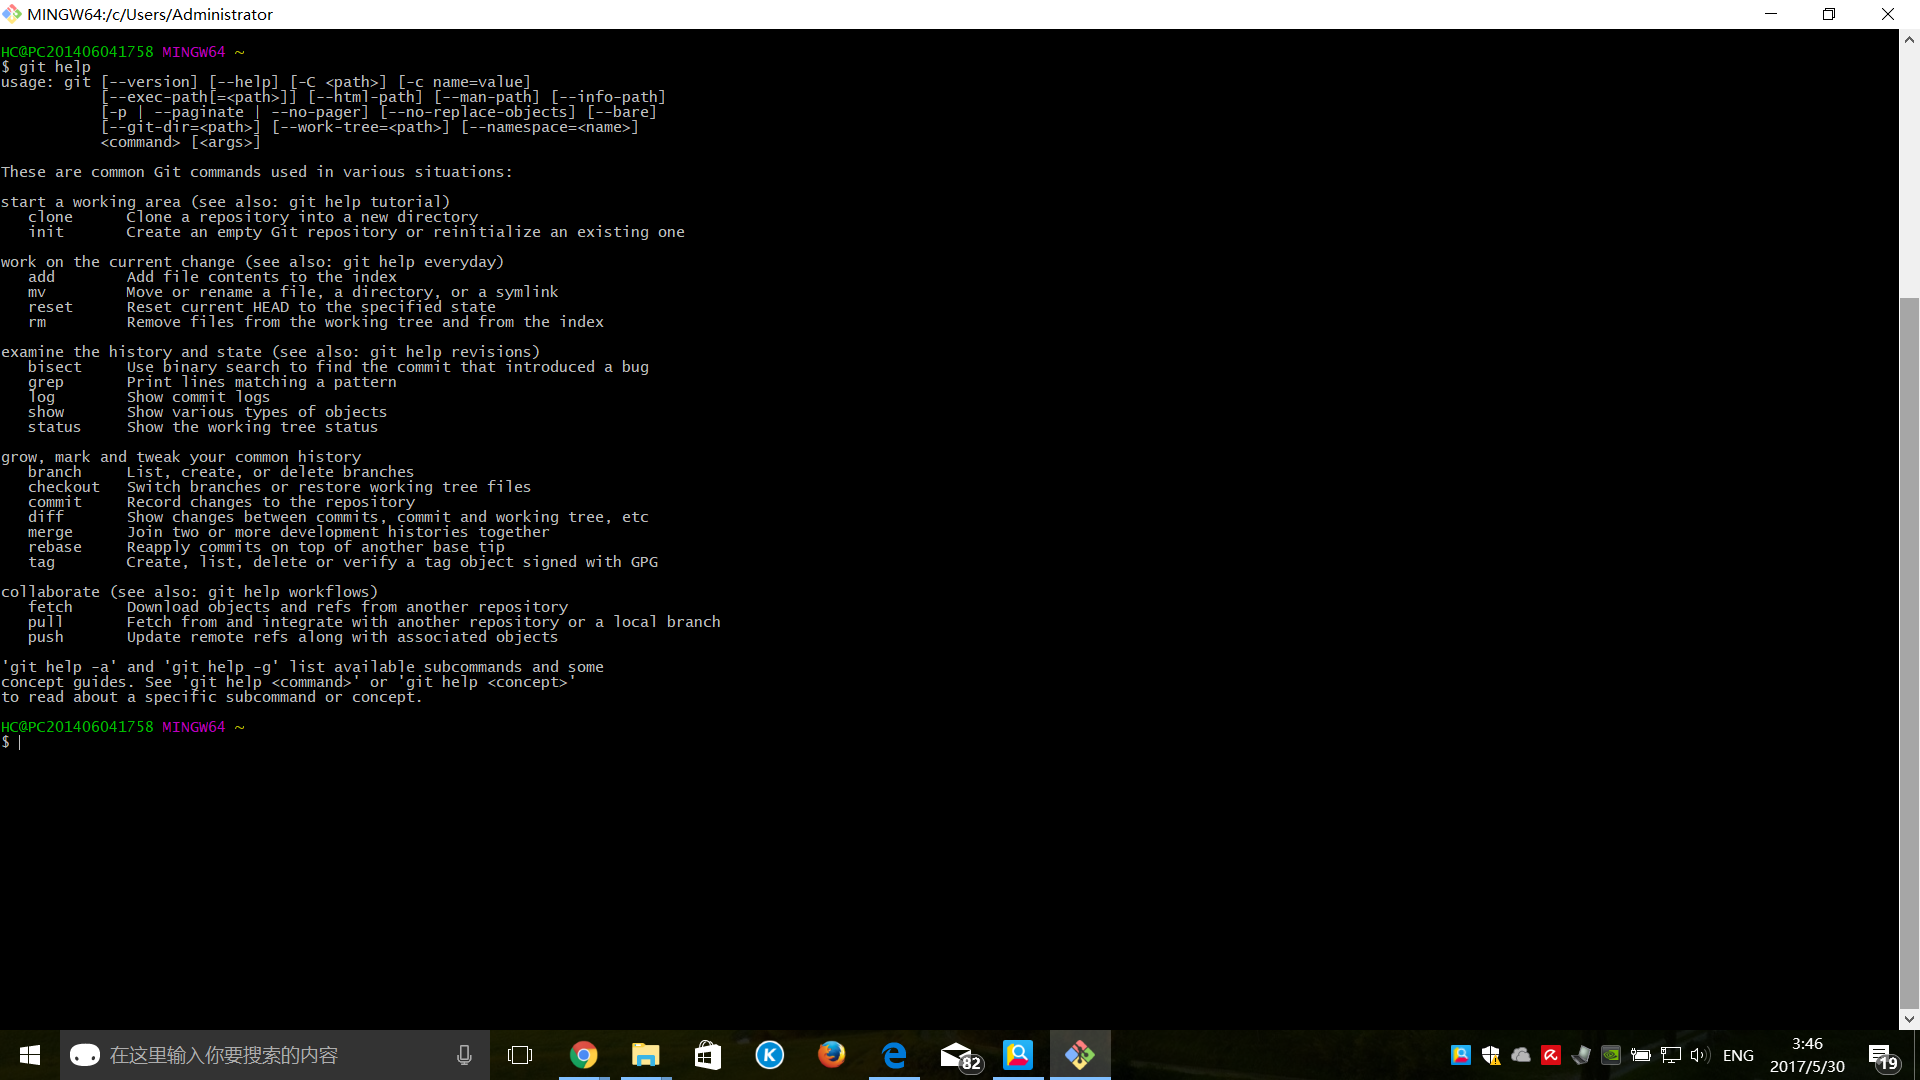 MINGW64:/c/Users/Administrator
HC@PC201406041758 MINGW64 ~
$ git help
usage: git [--version] [--help] [-C <path>] [-c name=value]
           [--exec-path[=<path>]] [--html-path] [--man-path] [--info-path]
           [-p | --paginate | --no-pager] [--no-replace-objects] [--bare]
           [--git-dir=<path>] [--work-tree=<path>] [--namespace=<name>]
           <command> [<args>]
These are common Git commands used in various situations:
start a working area (see also: git help tutorial)
   clone      Clone a repository into a new directory
   init       Create an empty Git repository or reinitialize an existing one
work on the current change (see also: git help everyday)
   add        Add file contents to the index
   mv         Move or rename a file, a directory, or a symlink
   reset      Reset current HEAD to the specified state
   rm         Remove files from the working tree and from the index
examine the history and state (see also: git help revisions)
   bisect     Use binary search to find the commit that introduced a bug
   grep       Print lines matching a pattern
   log        Show commit logs
   show       Show various types of objects
   status     Show the working tree status
grow, mark and tweak your common history
   branch     List, create, or delete branches
   checkout   Switch branches or restore working tree files
   commit     Record changes to the repository
   diff       Show changes between commits, commit and working tree, etc
   merge      Join two or more development histories together
   rebase     Reapply commits on top of another base tip
   tag        Create, list, delete or verify a tag object signed with GPG
collaborate (see also: git help workflows)
   fetch      Download objects and refs from another repository
   pull       Fetch from and integrate with another repository or a local branch
   push       Update remote refs along with associated objects
'git help -a' and 'git help -g' list available subcommands and some
concept guides. See 'git help <command>' or 'git help <concept>'
to read about a specific subcommand or concept.
HC@PC201406041758 MINGW64 ~
$
在这里输入你要搜索的内容
K
82
ENG
3:46
2017/5/30
19